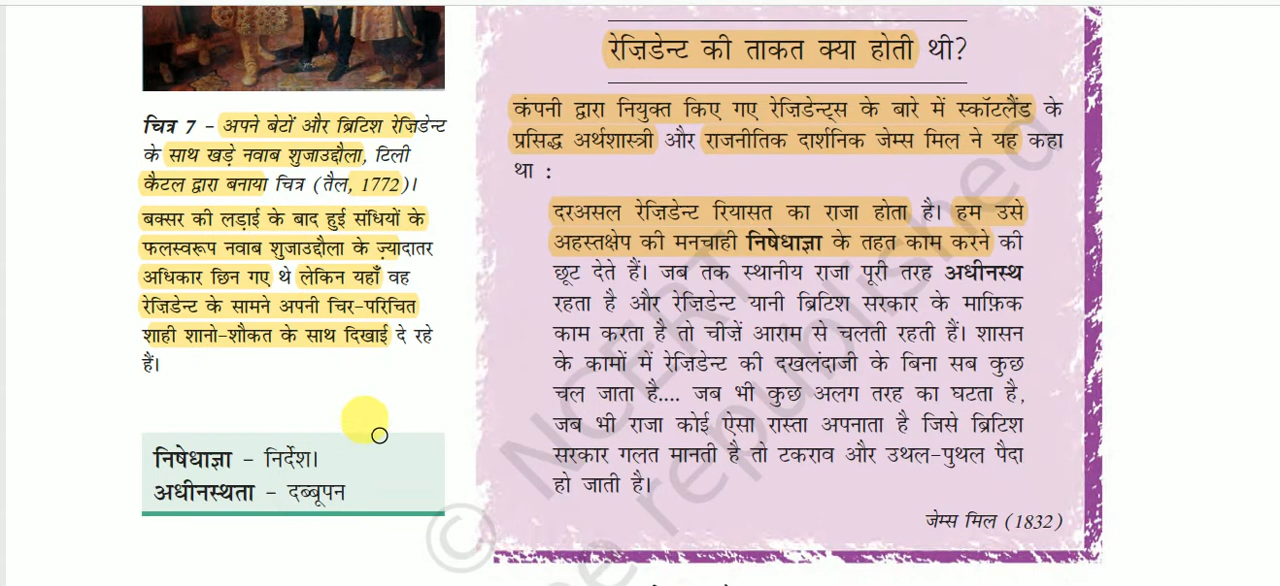 चित्र 7 – अपने बेटों और ब्रिटिश रेज़िडेन्ट
के साथ खड़े नवाब शुजाउद्दौला, टिली
कैटल द्वारा बनाया चित्र (तैल, 1772)।
बक्सर की लड़ाई के बाद हुई संधियों के
फलस्वरूप नवाब शुजाउद्दौला के ज़्यादातर
अधिकार छिन गए थे लेकिन यहाँ वह
रेज़िडेन्ट के सामने अपनी चिर-परिचित
शाही शानो-शौकत के साथ दिखाई दे रहे
हैं।
निषेधाज्ञा – निर्देश।
अधीनस्थता – दब्बूपन
रेज़िडेन्ट की ताकत क्या होती थी?
कंपनी द्वारा नियुक्त किए गए रेज़िडेन्ट्स के बारे में स्कॉटलैंड के
प्रसिद्ध अर्थशास्त्री और राजनीतिक दार्शनिक जेम्स मिल ने यह कहा
था :
दरअसल रेज़िडेन्ट रियासत का राजा होता है। हम उसे
अहस्तक्षेप की मनचाही निषेधाज्ञा के तहत काम करने की
छूट देते हैं। जब तक स्थानीय राजा पूरी तरह अधीनस्थ
रहता है और रेज़िडेन्ट यानी ब्रिटिश सरकार के माफ़िक
काम करता है तो चीज़ें आराम से चलती रहती हैं। शासन
के कामों में रेज़िडेन्ट की दखलंदाजी के बिना सब कुछ
चल जाता है.... जब भी कुछ अलग तरह का घटता है,
जब भी राजा कोई ऐसा रास्ता अपनाता है जिसे ब्रिटिश
सरकार गलत मानती है तो टकराव और उथल-पुथल पैदा
हो जाती है।
जेम्स मिल (1832)
© NCERT
be republished